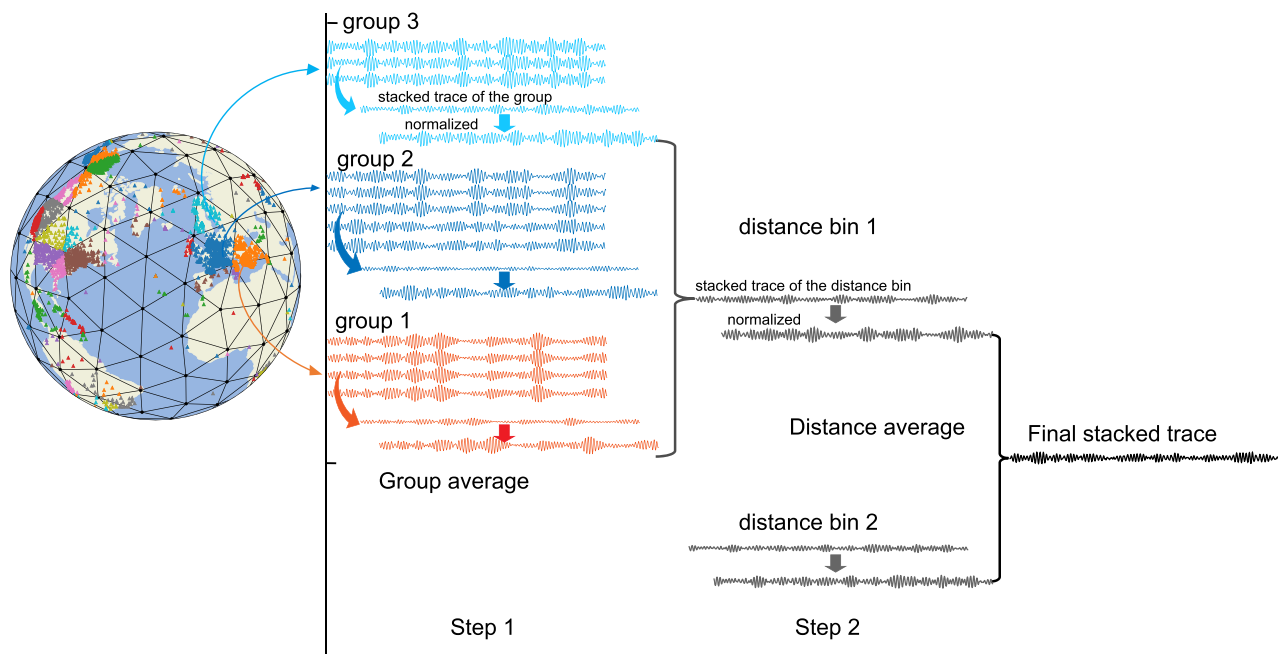 group 3
stacked trace of the group
normalized
group 2
group 1
Group average
Step 1
distance bin 1
stacked trace of the distance bin
normalized
Distance average
distance bin 2
Step 2
Final stacked trace